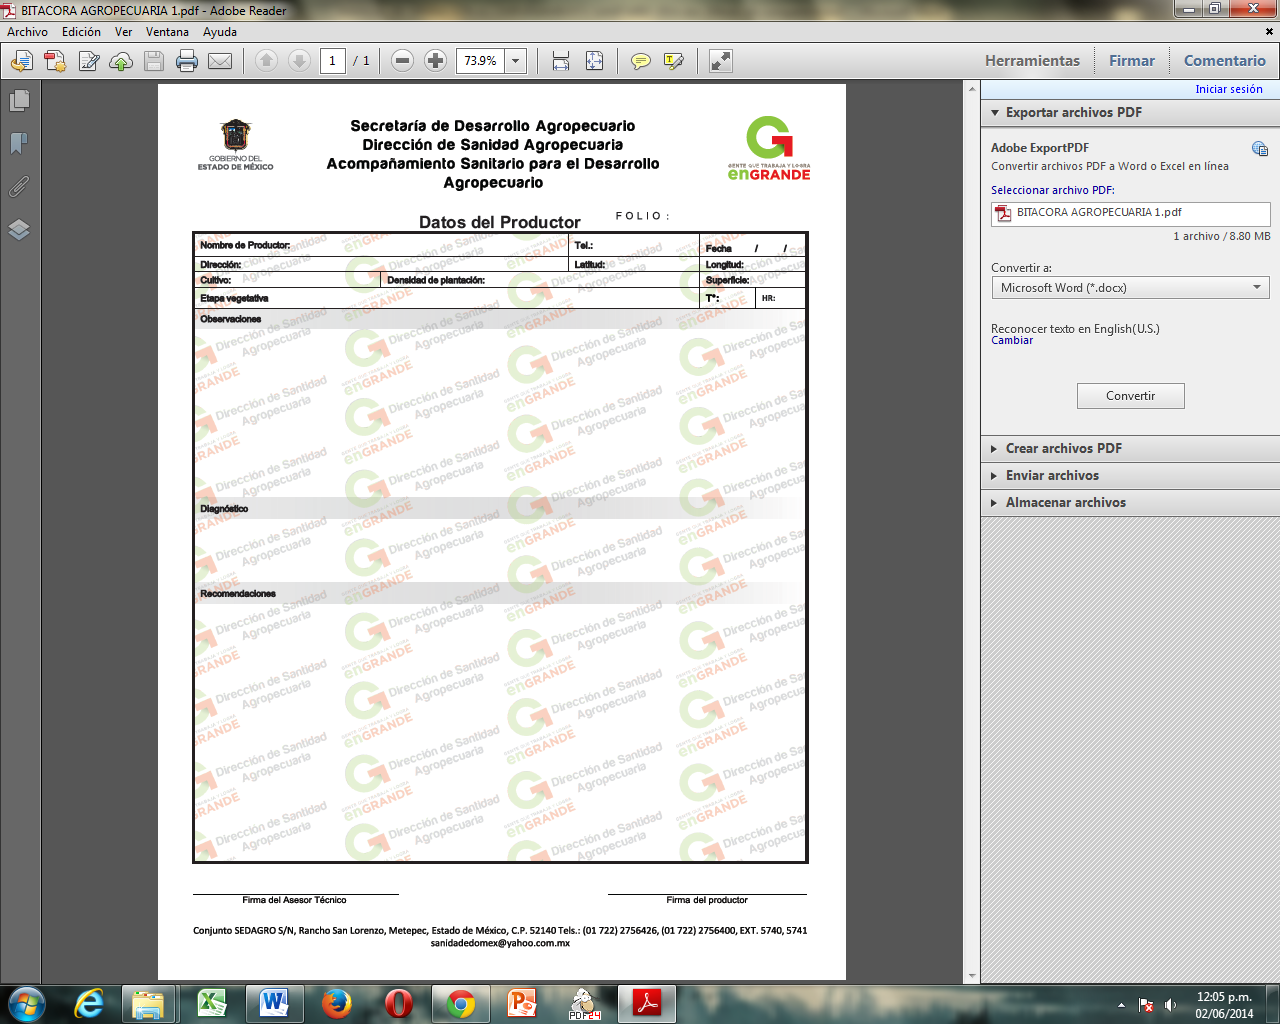 BITACORA AGROPECUARIA 1.pdf - Adobe Reader
Archivo Edición Ver Ventana Ayuda
1 / 1 73.9% Herramientas Firmar Comentario
Iniciar sesión
Exportar archivos PDF
Adobe ExportPDF
Convertir archivos PDF a Word o Excel en línea
Seleccionar archivo PDF:
BITACORA AGROPECUARIA 1.pdf
1 archivo / 8.80 MB
Convertir a:
Microsoft Word (*.docx)
Reconocer texto en English(U.S.)
Cambiar
Convertir
Crear archivos PDF
Enviar archivos
Almacenar archivos
GOBIERNO DEL
ESTADO DE MÉXICO
Secretaría de Desarrollo Agropecuario
Dirección de Sanidad Agropecuaria
Acompañamiento Sanitario para el Desarrollo
Agropecuario
GENTE QUE TRABAJA Y LOGRA
enGRANDE
Datos del Productor
FOLIO:
Nombre de Productor: Tel.: Fecha / /
Dirección: Latitud: Longitud:
Cultivo: Densidad de plantación: Superficie:
Etapa vegetativa T°: HR:
Observaciones
Diagnóstico
Recomendaciones
Dirección de Santidad
Agropecuaria
enGRANDE
Firma del Asesor Técnico
Firma del productor
Conjunto SEDAGRO S/N, Rancho San Lorenzo, Metepec, Estado de México, C.P. 52140 Tels.: (01 722) 2756426, (01 722) 2756400, EXT. 5740, 5741
sanidadedomex@yahoo.com.mx
PDF24
12:05 p.m.
02/06/2014